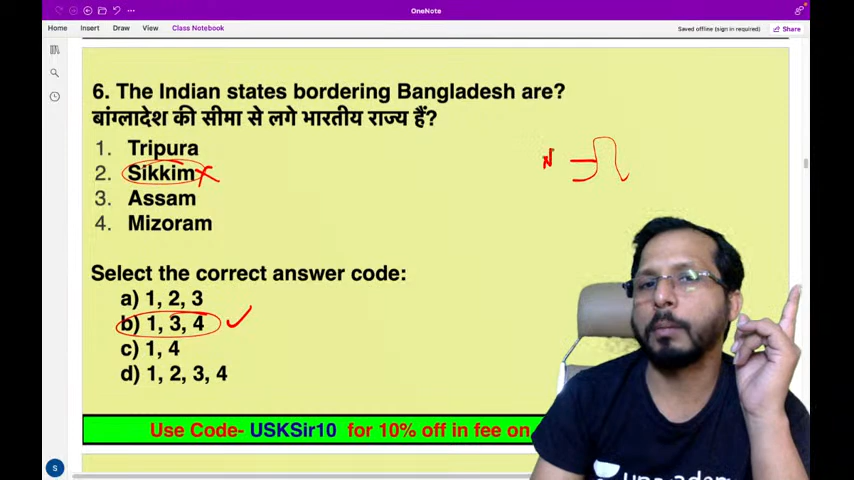 OneNote
Home Insert Draw View Class Notebook
Saved offline (sign in required) Share
6. The Indian states bordering Bangladesh are?
बांग्लादेश की सीमा से लगे भारतीय राज्य हैं?
1. Tripura
2. Sikkim
3. Assam
4. Mizoram
Select the correct answer code:
a) 1, 2, 3
b) 1, 3, 4
c) 1, 4
d) 1, 2, 3, 4
Use Code- USKSir10 for 10% off in fee on
S